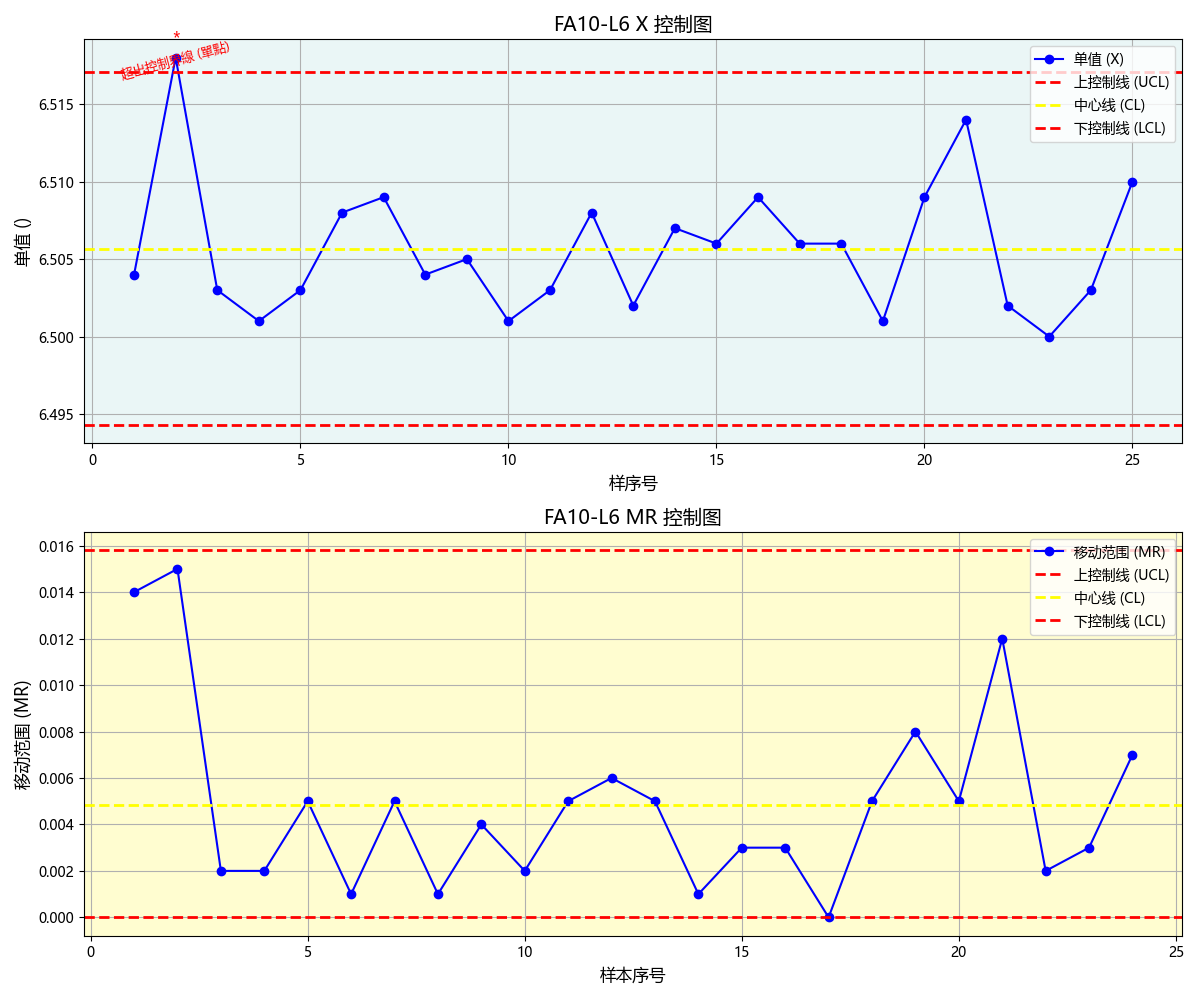 FA10-L6 X 控制图
*
超出控制界線 (單點)
单值 (X)
上控制线 (UCL)
中心线 (CL)
下控制线 (LCL)
单值 ()
6.515
6.510
6.505
6.500
6.495
0 5 10 15 20 25
样序号
FA10-L6 MR 控制图
移动范围 (MR)
上控制线 (UCL)
中心线 (CL)
下控制线 (LCL)
移动范围 (MR)
0.016
0.014
0.012
0.010
0.008
0.006
0.004
0.002
0.000
0 5 10 15 20 25
样本序号